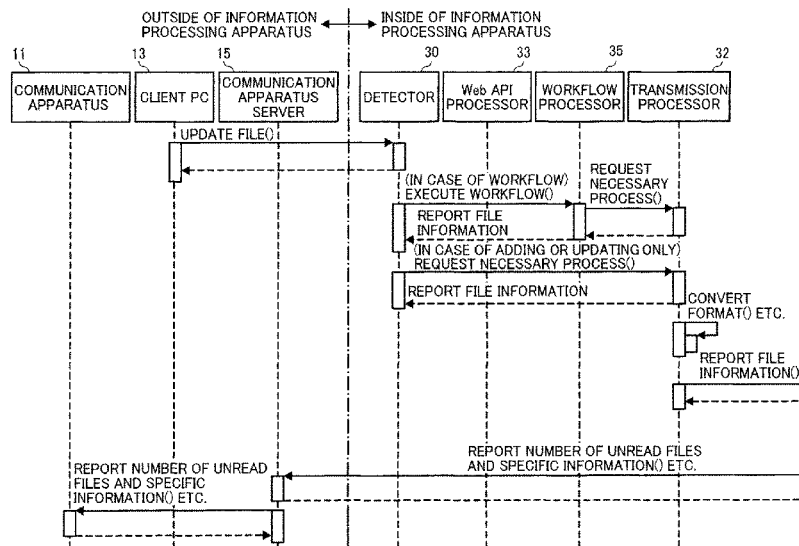 OUTSIDE OF INFORMATION
PROCESSING APPARATUS
INSIDE OF INFORMATION
PROCESSING APPARATUS
11
13
15
30
33
35
32
COMMUNICATION
APPARATUS
CLIENT PC
COMMUNICATION
APPARATUS
SERVER
DETECTOR
Web API
PROCESSOR
WORKFLOW
PROCESSOR
TRANSMISSION
PROCESSOR
UPDATE FILE()
(IN CASE OF WORKFLOW)
EXECUTE WORKFLOW()
REQUEST
NECESSARY
PROCESS()
REPORT FILE
INFORMATION
(IN CASE OF ADDING OR UPDATING ONLY)
REQUEST NECESSARY PROCESS()
REPORT FILE INFORMATION
CONVERT
FORMAT() ETC.
REPORT FILE
INFORMATION()
REPORT NUMBER OF UNREAD FILES
AND SPECIFIC INFORMATION() ETC.
REPORT NUMBER OF UNREAD
FILES AND SPECIFIC
INFORMATION() ETC.